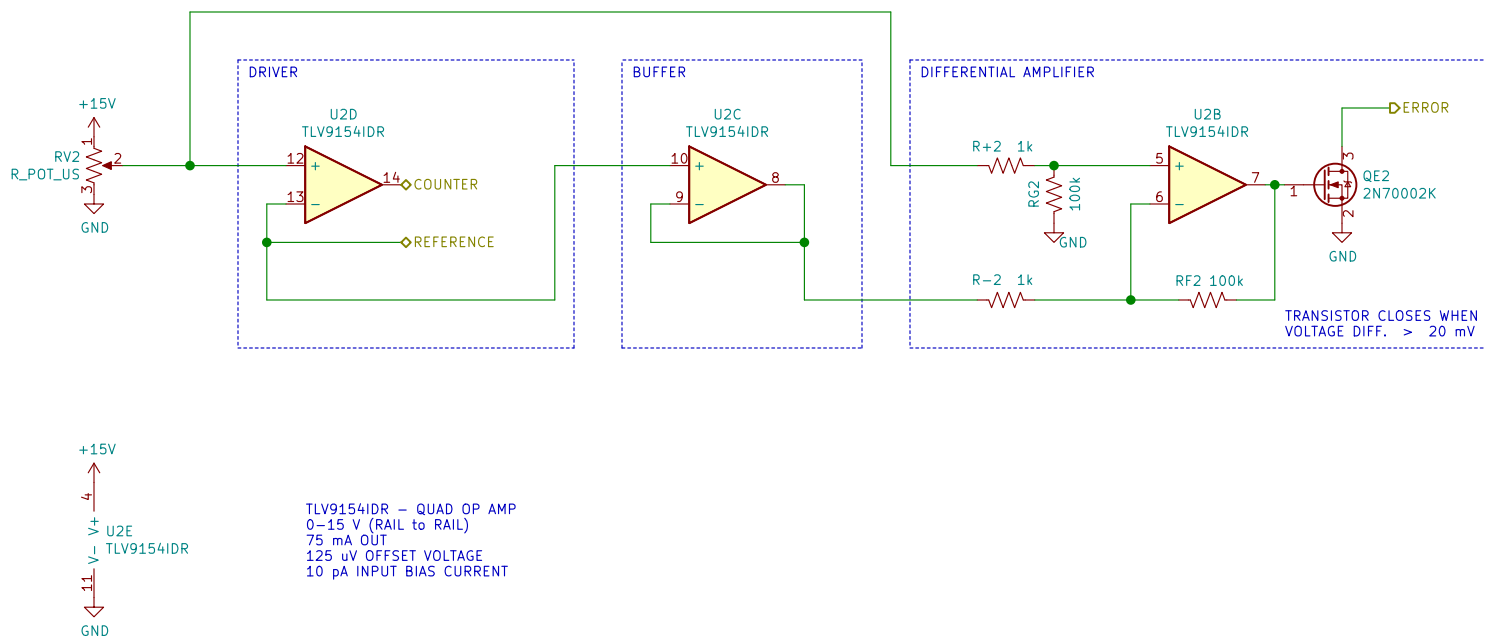 DRIVER
BUFFER
DIFFERENTIAL AMPLIFIER
+15V
1
RV2
R_POT_US
2
3
GND
U2D
TLV9154IDR
12
+
13
−
14
COUNTER
REFERENCE
U2C
TLV9154IDR
10
+
9
−
8
R+2 1k
RG2
100k
GND
R−2 1k
U2B
TLV9154IDR
5
+
6
−
7
RF2 100k
ERROR
3
1
QE2
2N70002K
2
GND
TRANSISTOR CLOSES WHEN
VOLTAGE DIFF. > 20 mV
+15V
4
V+
U2E
TLV9154IDR
V−
11
GND
TLV9154IDR − QUAD OP AMP
0−15 V (RAIL to RAIL)
75 mA OUT
125 uV OFFSET VOLTAGE
10 pA INPUT BIAS CURRENT